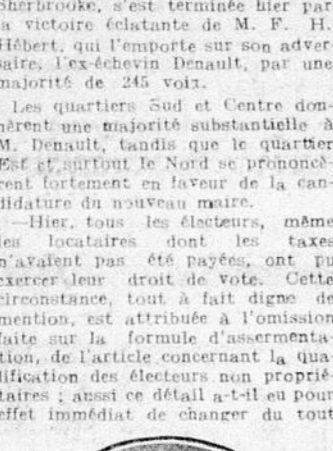 Sherbrooke, s'est terminée hier par
la victoire éclatante de M. F. H.
Hébert, qui l'emporte sur son adver-
saire, l'ex-échevin Denault, par une
majorité de 245 voix.
Les quartiers Sud et Centre don-
nèrent une majorité substantielle à
M. Denault, tandis que le quartier
Est et surtout le Nord se prononcè-
rent fortement en faveur de la can-
didature du nouveau maire.
—Hier, tous les électeurs, même
les locataires dont les taxes
n'avaient pas été payées, ont pu
exercer leur droit de vote. Cette
circonstance, tout à fait digne de
mention, est attribuée à l'omission
faite sur la formule d'assermenta-
tion, de l'article concernant la qua-
lification des électeurs non proprié-
taires ; aussi ce détail a-t-il eu pour
effet immédiat de changer du tout